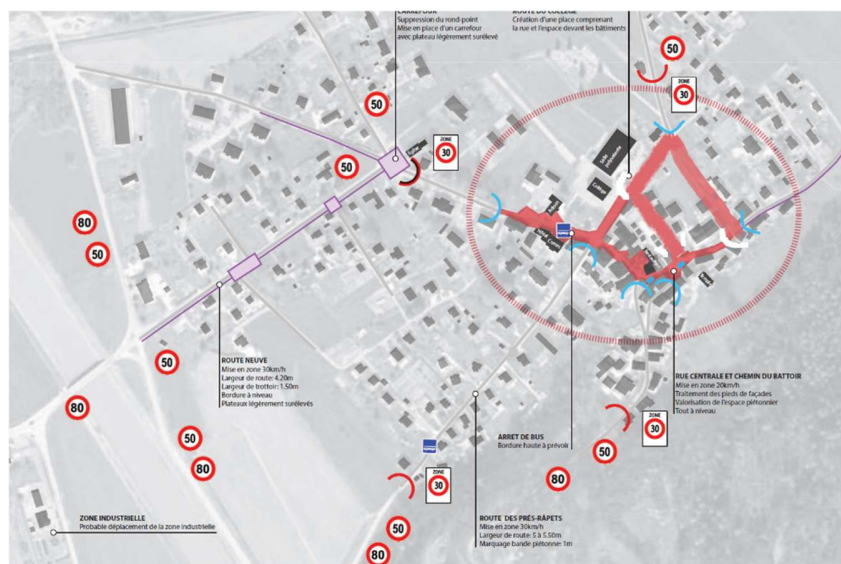 CARREFOUR
Suppression du rond-point
Mise en place d'un carrefour
avec plateau légèrement surélevé
ROUTE DU COLLÈGE
Création d'une place comprenant
la rue et l'espace devant les bâtiments
50
ZONE
30
50
ZONE
30
50
Salle
polyvalente
Collège
80
50
50
ROUTE NEUVE
Mise en zone 30km/h
Largeur de route: 4.20m
Largeur de trottoir: 1.50m
Bordure à niveau
Plateaux légèrement surélevés
80
50
80
RUE CENTRALE ET CHEMIN DU BATTOIR
Mise en zone 20km/h
Traitement des pieds de façades
Valorisation de l'espace piétonnier
Tout à niveau
ZONE
30
50
80
ARRET DE BUS
Bordure haute à prévoir
ZONE
30
50
80
ROUTE DES PRÉS-RÂPETS
Mise en zone 30km/h
Largeur de route: 5 à 5.50m
Marquage bande piétonne: 1m
ZONE INDUSTRIELLE
Probable déplacement de la zone industrielle